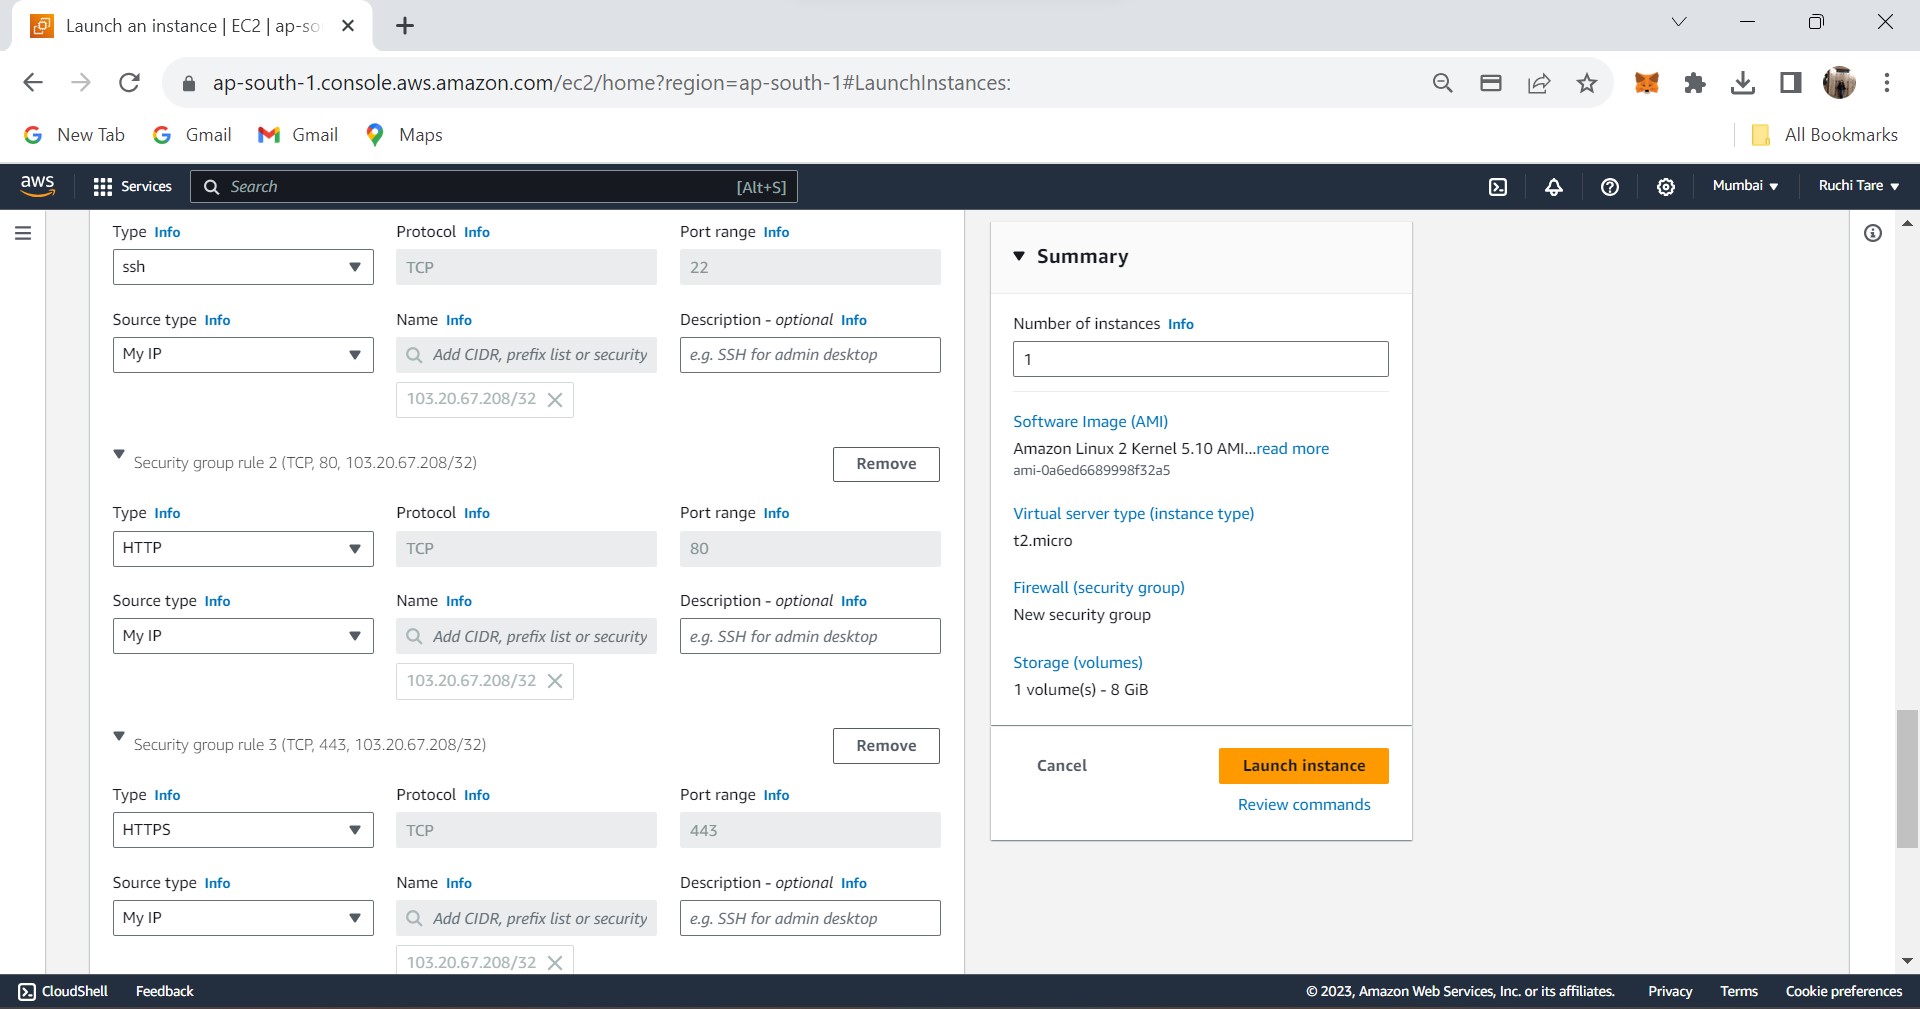 Launch an instance | EC2 | ap-so
ap-south-1.console.aws.amazon.com/ec2/home?region=ap-south-1#LaunchInstances:
New Tab Gmail Gmail Maps All Bookmarks
aws Services Search [Alt+S] Mumbai Ruchi Tare
Type Info Protocol Info Port range Info
ssh TCP 22
Source type Info Name Info Description - optional Info
My IP Add CIDR, prefix list or security e.g. SSH for admin desktop
103.20.67.208/32
Security group rule 2 (TCP, 80, 103.20.67.208/32) Remove
Type Info Protocol Info Port range Info
HTTP TCP 80
Source type Info Name Info Description - optional Info
My IP Add CIDR, prefix list or security e.g. SSH for admin desktop
103.20.67.208/32
Security group rule 3 (TCP, 443, 103.20.67.208/32) Remove
Type Info Protocol Info Port range Info
HTTPS TCP 443
Source type Info Name Info Description - optional Info
My IP Add CIDR, prefix list or security e.g. SSH for admin desktop
103.20.67.208/32
Summary
Number of instances Info
1
Software Image (AMI)
Amazon Linux 2 Kernel 5.10 AMI...read more
ami-0a6ed6689998f32a5
Virtual server type (instance type)
t2.micro
Firewall (security group)
New security group
Storage (volumes)
1 volume(s) - 8 GiB
Cancel Launch instance
Review commands
CloudShell Feedback © 2023, Amazon Web Services, Inc. or its affiliates. Privacy Terms Cookie preferences